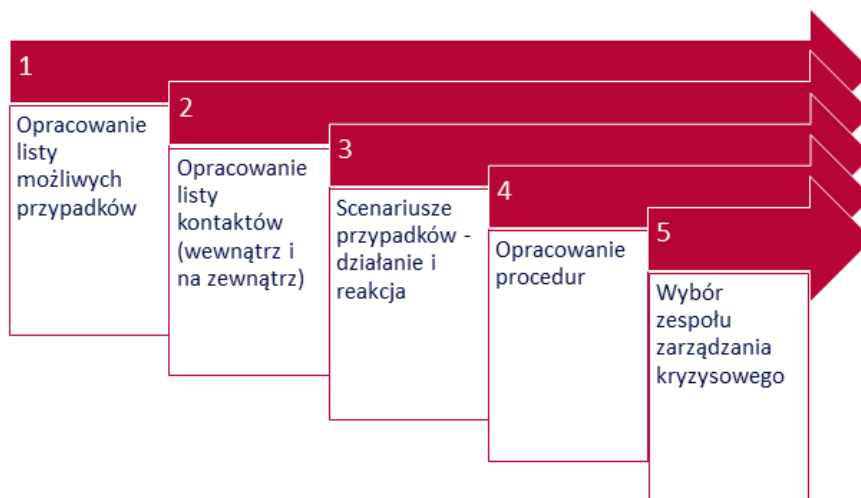 1
Opracowanie
listy
możliwych
przypadków
2
Opracowanie
listy
kontaktów
(wewnątrz i
na zewnątrz)
3
Scenariusze
przypadków -
działanie i
reakcja
4
Opracowanie
procedur
5
Wybór
zespołu
zarządzania
kryzysowego